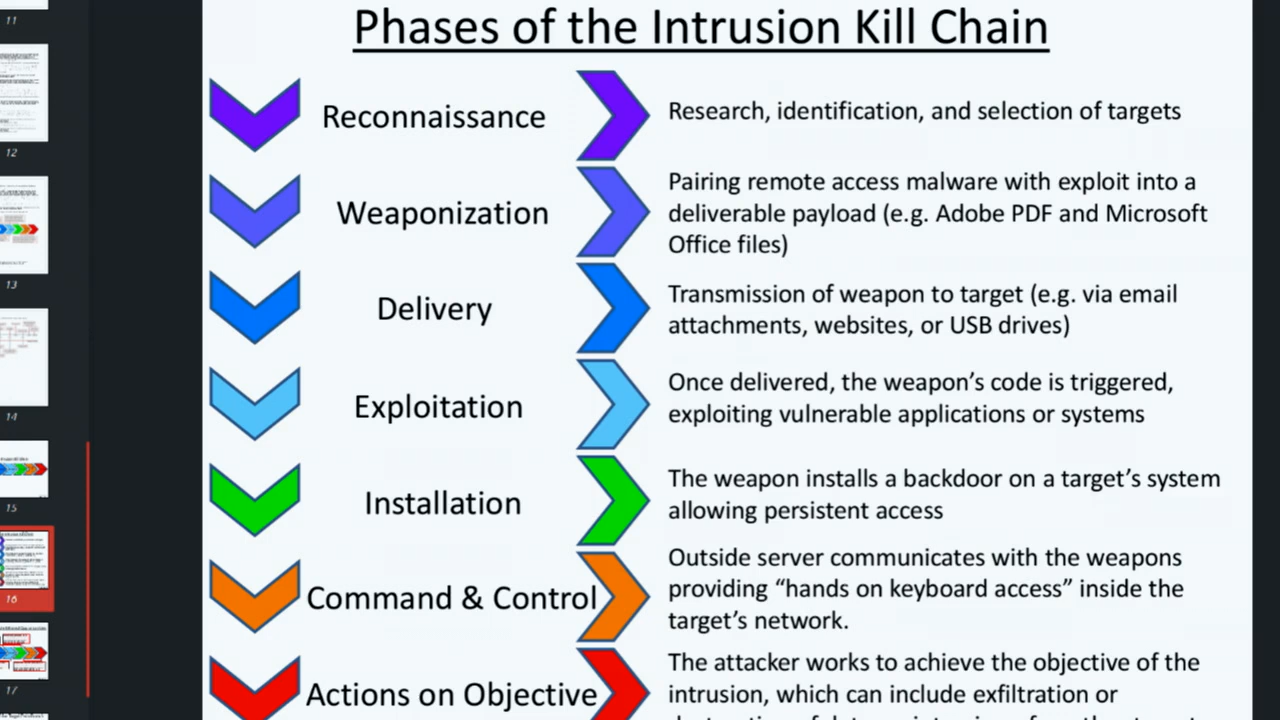 Phases of the Intrusion Kill Chain
Reconnaissance
Research, identification, and selection of targets
Weaponization
Pairing remote access malware with exploit into a
deliverable payload (e.g. Adobe PDF and Microsoft
Office files)
Delivery
Transmission of weapon to target (e.g. via email
attachments, websites, or USB drives)
Exploitation
Once delivered, the weapon’s code is triggered,
exploiting vulnerable applications or systems
Installation
The weapon installs a backdoor on a target’s system
allowing persistent access
Command & Control
Outside server communicates with the weapons
providing “hands on keyboard access” inside the
target’s network.
Actions on Objective
The attacker works to achieve the objective of the
intrusion, which can include exfiltration or
11
12
13
14
15
16
17